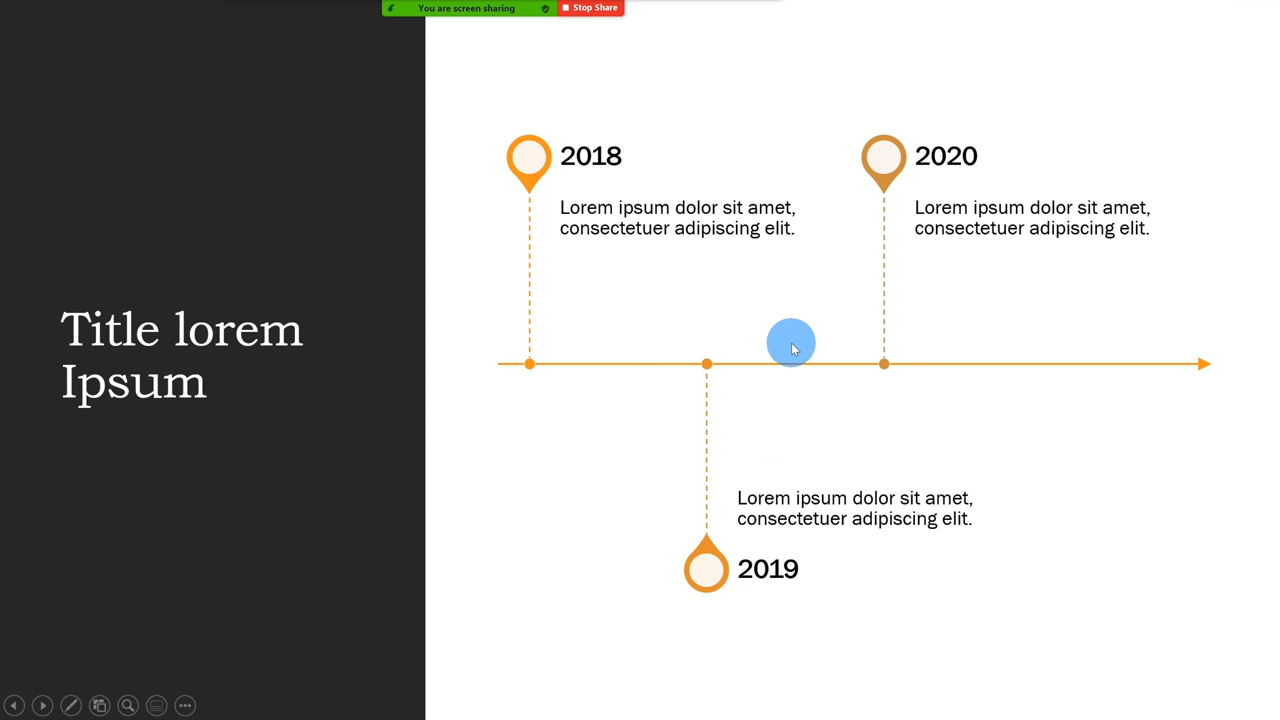 You are screen sharing
Stop Share
Title lorem
Ipsum
2018
Lorem ipsum dolor sit amet,
consectetuer adipiscing elit.
2020
Lorem ipsum dolor sit amet,
consectetuer adipiscing elit.
Lorem ipsum dolor sit amet,
consectetuer adipiscing elit.
2019